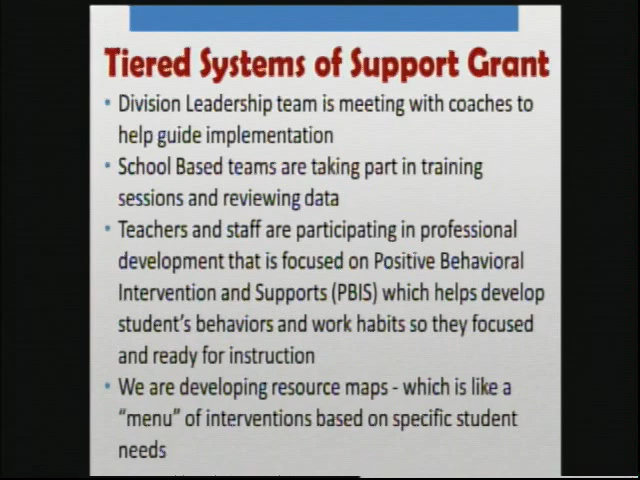 Tiered Systems of Support Grant
• Division Leadership team is meeting with coaches to
help guide implementation
• School Based teams are taking part in training
sessions and reviewing data
• Teachers and staff are participating in professional
development that is focused on Positive Behavioral
Intervention and Supports (PBIS) which helps develop
student's behaviors and work habits so they focused
and ready for instruction
• We are developing resource maps - which is like a
“menu” of interventions based on specific student
needs